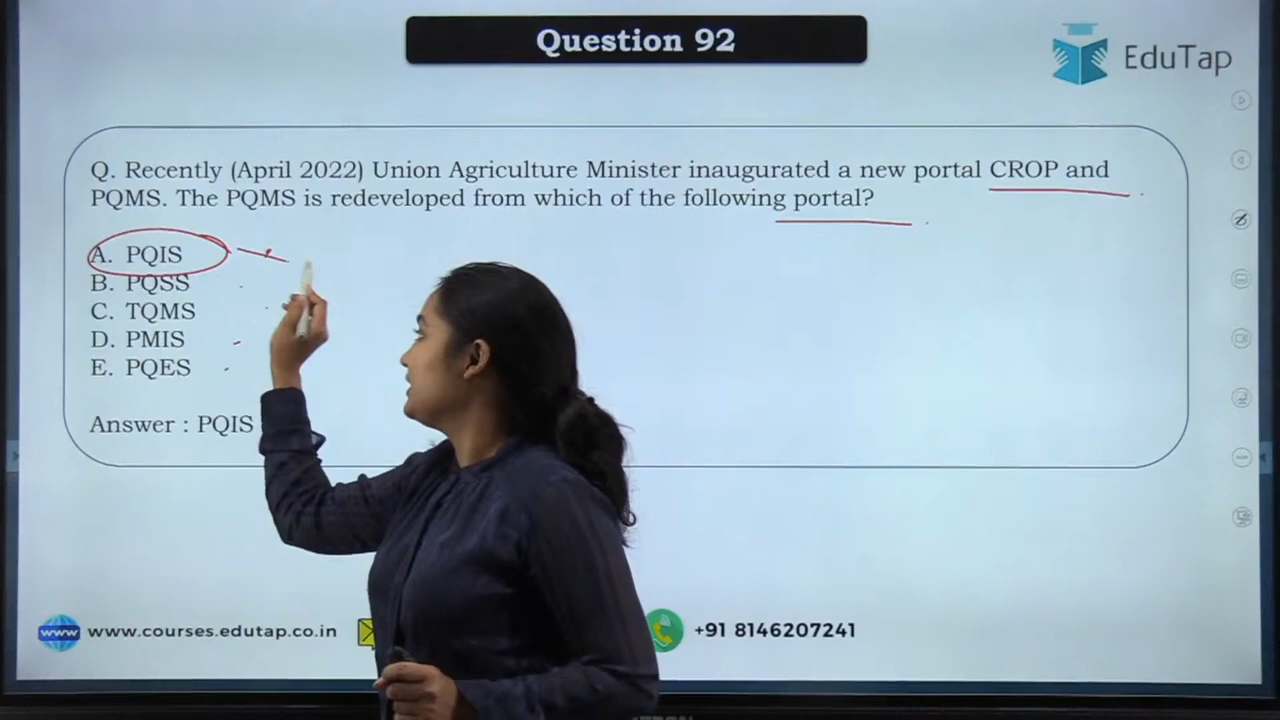 Question 92
EduTap
Q. Recently (April 2022) Union Agriculture Minister inaugurated a new portal CROP and
PQMS. The PQMS is redeveloped from which of the following portal?
A. PQIS
B. PQSS
C. TQMS
D. PMIS
E. PQES
Answer : PQIS
www
www.courses.edutap.co.in
+91 8146207241